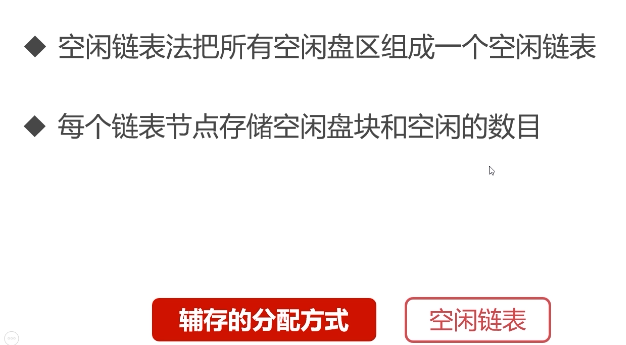 ◆ 空闲链表法把所有空闲盘区组成一个空闲链表
◆ 每个链表节点存储空闲盘块和空闲的数目
辅存的分配方式 空闲链表